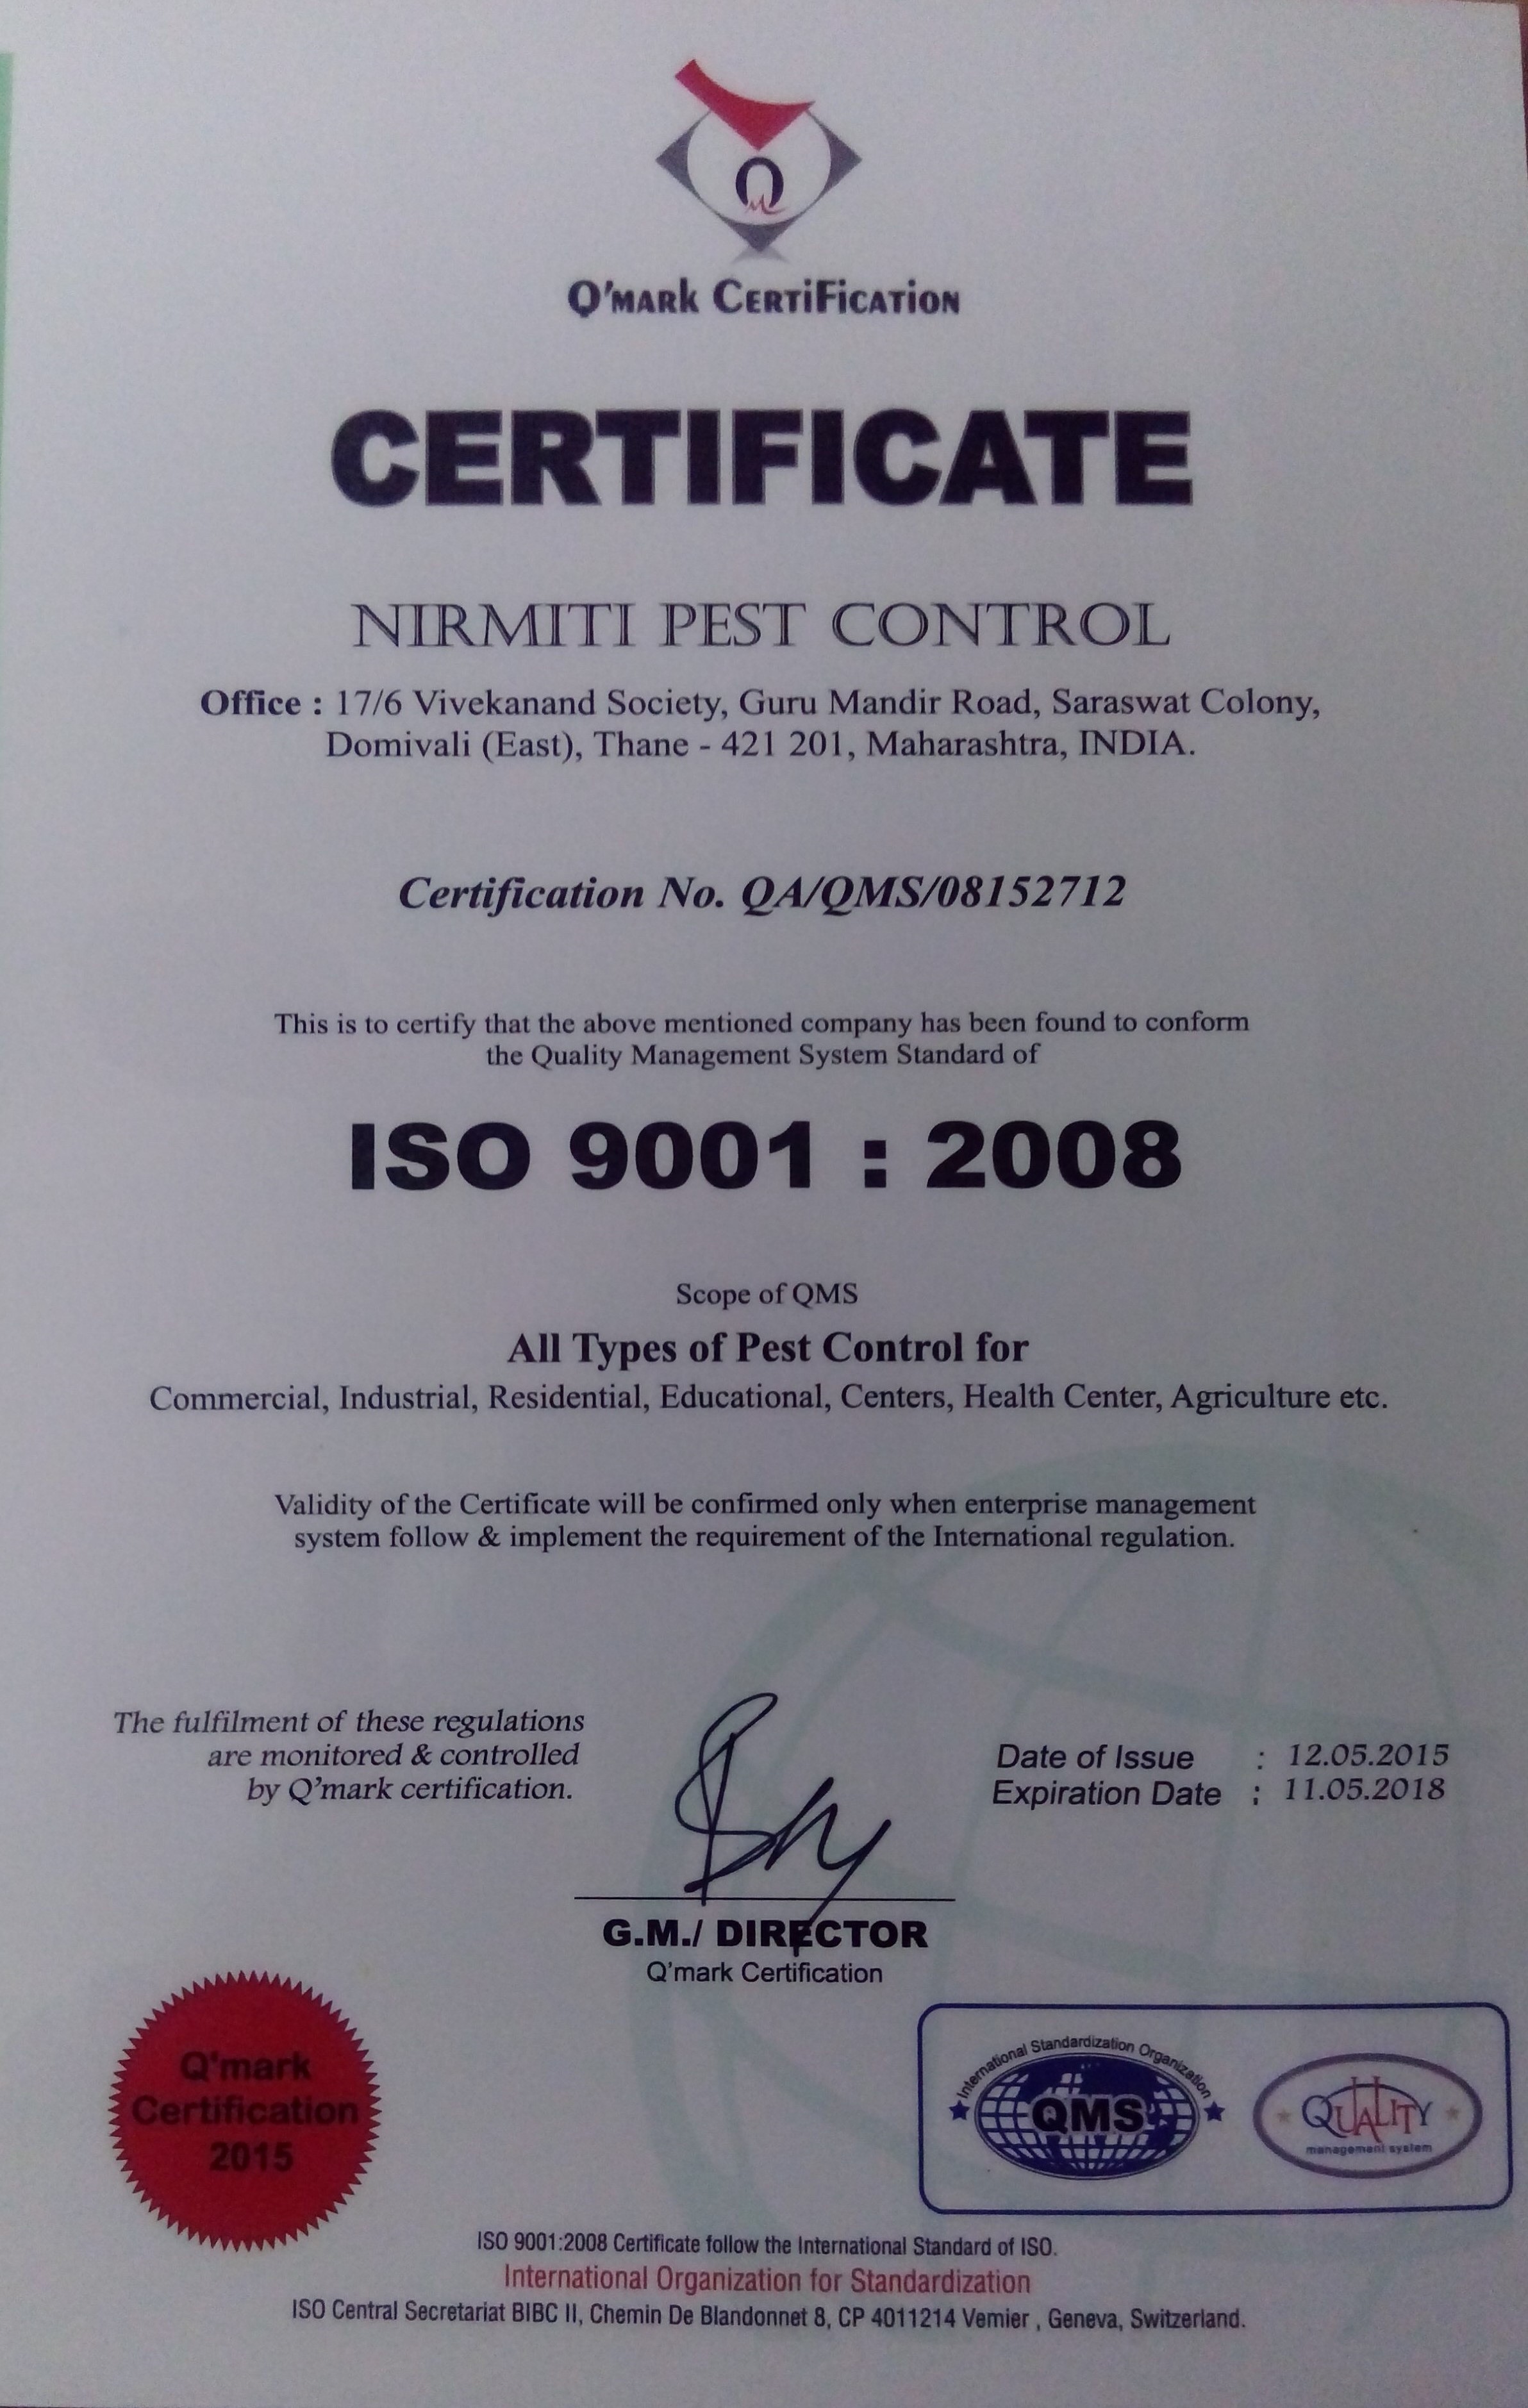 Q
Q'MARK CERTiFiCATiON
CERTIFICATE
NIRMITI PEST CONTROL
Office : 17/6 Vivekanand Society, Guru Mandir Road, Saraswat Colony,
Domivali (East), Thane - 421 201, Maharashtra, INDIA.
Certification No. QA/QMS/08152712
This is to certify that the above mentioned company has been found to conform
the Quality Management System Standard of
ISO 9001 : 2008
Scope of QMS
All Types of Pest Control for
Commercial, Industrial, Residential, Educational, Centers, Health Center, Agriculture etc.
Validity of the Certificate will be confirmed only when enterprise management
system follow & implement the requirement of the International regulation.
The fulfilment of these regulations
are monitored & controlled
by Q'mark certification.
Date of Issue : 12.05.2015
Expiration Date : 11.05.2018
G.M./ DIRECTOR
Q'mark Certification
Q'mark
Certification
2015
International Standardization Organization
QMS
QUALITY
management system
ISO 9001:2008 Certificate follow the International Standard of ISO.
International Organization for Standardization
ISO Central Secretariat BIBC II, Chemin De Blandonnet 8, CP 4011214 Vernier , Geneva, Switzerland.